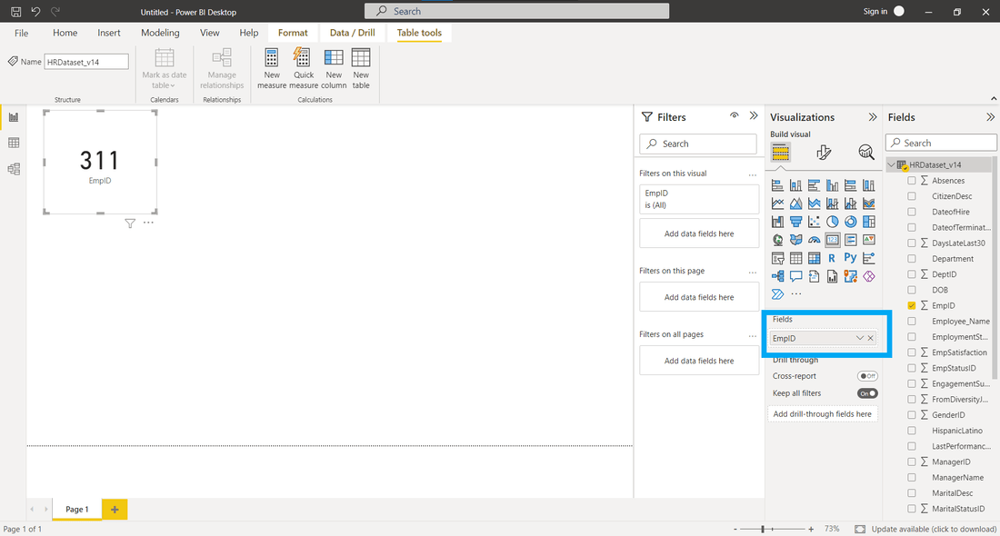 Untitled - Power BI Desktop
Search
Sign in
File
Home
Insert
Modeling
View
Help
Format
Data / Drill
Table tools
Name
HRDataset_v14
Mark as date
table
Manage
relationships
New
measure
Quick
measure
New
column
New
table
Structure
Calendars
Relationships
Calculations
311
EmpID
Filters
Search
Filters on this visual
...
EmpID
is (All)
Add data fields here
Filters on this page
...
Add data fields here
Filters on all pages
...
Add data fields here
Visualizations
Build visual
123
R
Py
...
Fields
EmpID
Drill through
Cross-report
Off
Keep all filters
On
Add drill-through fields here
Fields
Search
HRDataset_v14
Absences
CitizenDesc
DateofHire
DateofTerminat...
DaysLateLast30
Department
DeptID
DOB
EmpID
Employee_Name
EmploymentSt...
EmpSatisfaction
EmpStatusID
EngagementSu...
FromDiversityJ...
GenderID
HispanicLatino
LastPerformanc...
ManagerID
ManagerName
MaritalDesc
MaritalStatusID
Page 1
+
Page 1 of 1
- + 73%
Update available (click to download)